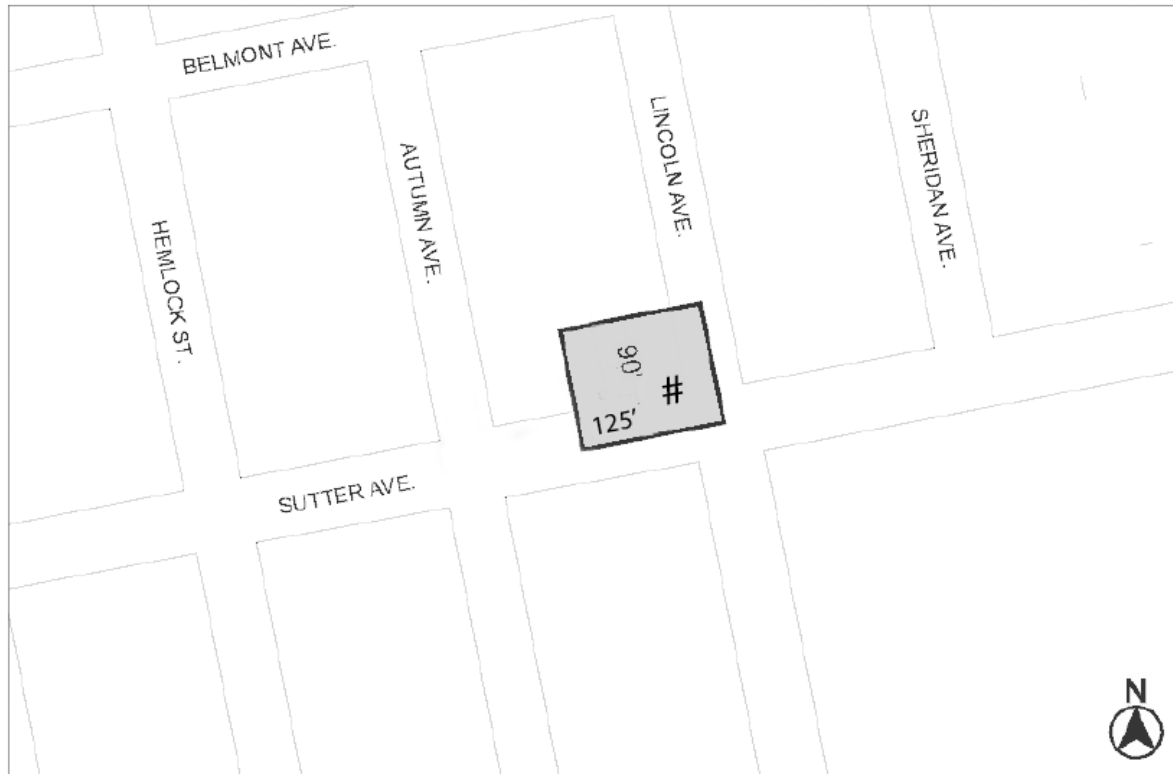 BELMONT AVE.
AUTUMN AVE.
LINCOLN AVE.
SHERIDAN AVE.
HEMLOCK ST.
90'
#
125'
SUTTER AVE.
N